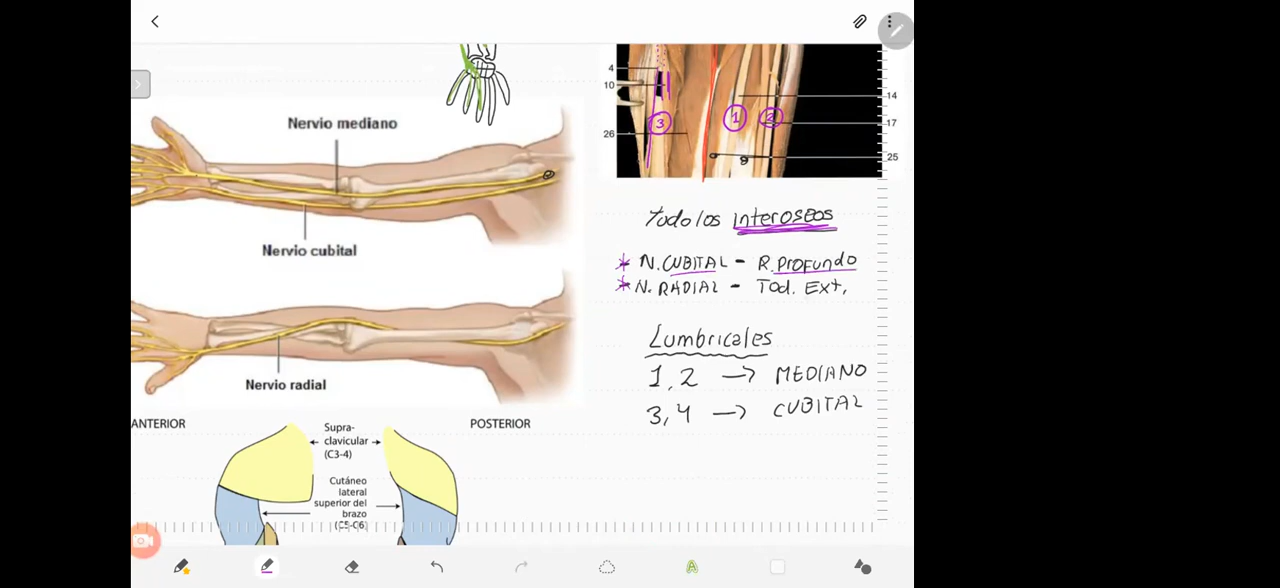 Nervio mediano
Nervio cubital
Nervio radial
4
10
26
3
1
2
14
17
25
Todo los interoseos
* N. CUBITAL - R. PROFUNDO
* N. RADIAL - Tod. Ext,
Lumbricales
1, 2 → MEDIANO
3, 4 → CUBITAL
ANTERIOR
POSTERIOR
Supra-
clavicular
(C3-4)
Cutáneo
lateral
superior del
brazo
(C5-C6)
A